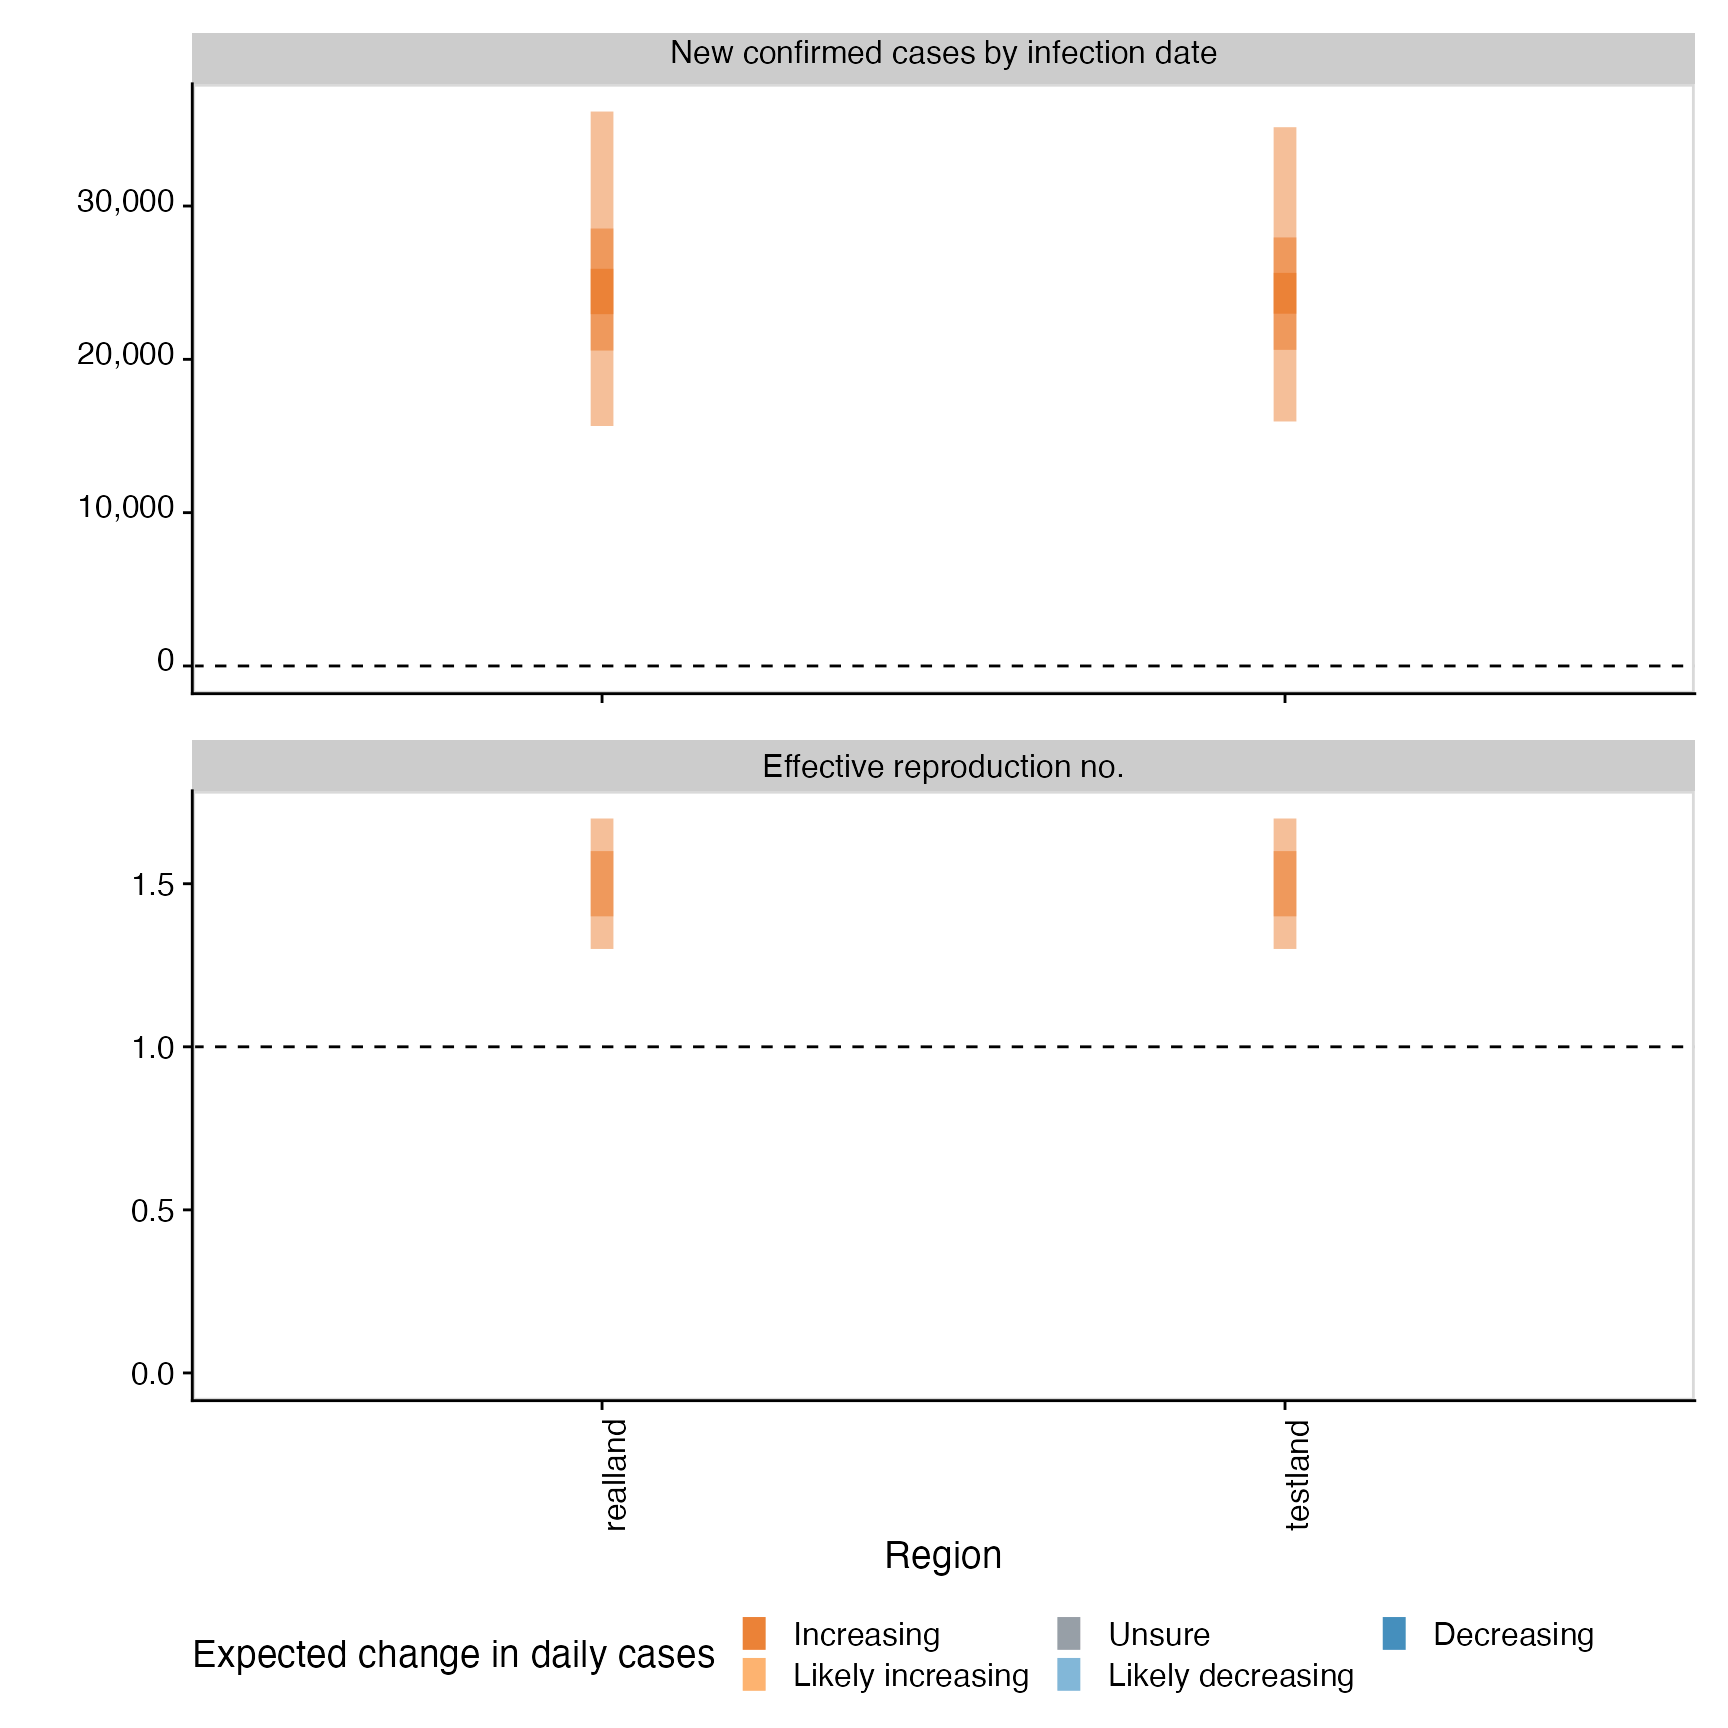 New confirmed cases by infection date
30,000
20,000
10,000
0
Effective reproduction no.
1.5
1.0
0.5
0.0
realland
testland
Region
Expected change in daily cases
Increasing
Likely increasing
Unsure
Likely decreasing
Decreasing